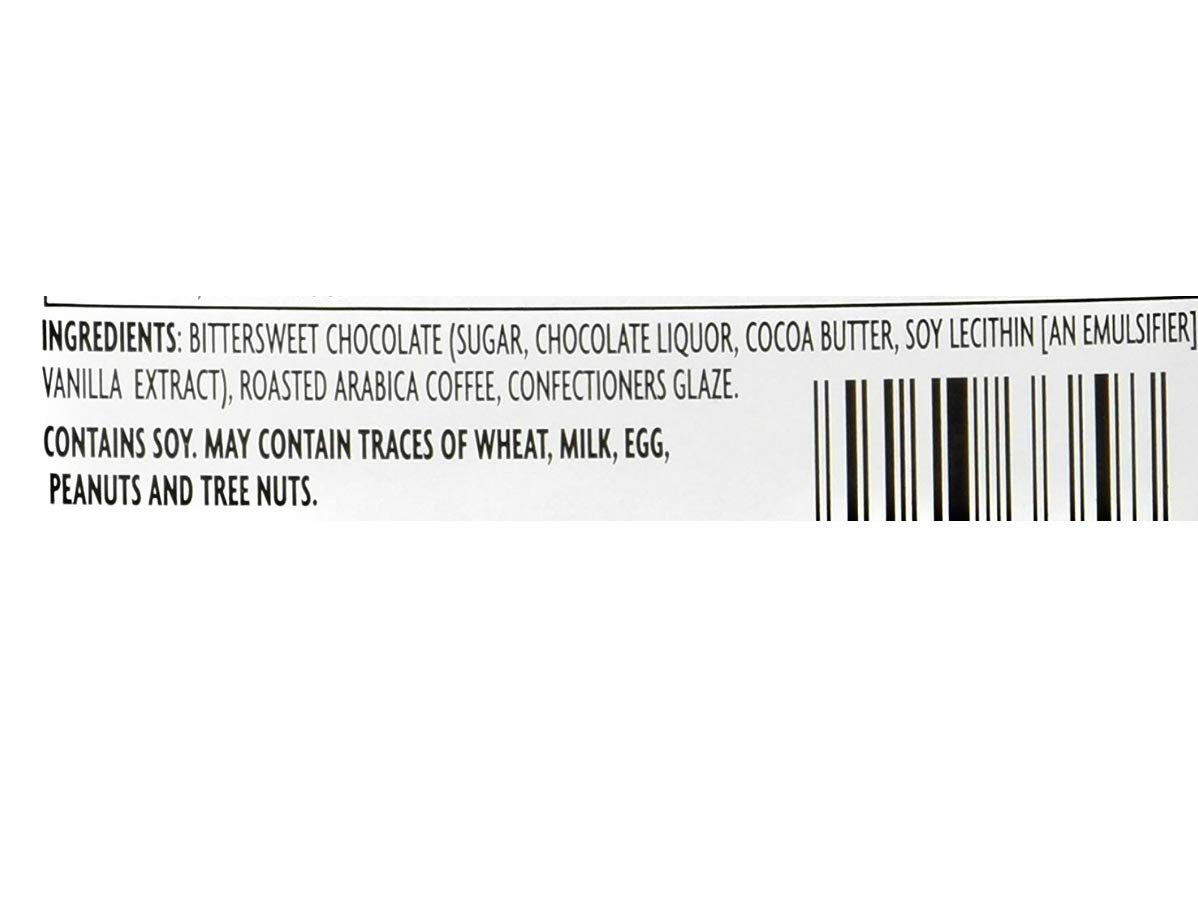 INGREDIENTS: BITTERSWEET CHOCOLATE (SUGAR, CHOCOLATE LIQUOR, COCOA BUTTER, SOY LECITHIN [AN EMULSIFIER]
VANILLA EXTRACT), ROASTED ARABICA COFFEE, CONFECTIONERS GLAZE.
CONTAINS SOY. MAY CONTAIN TRACES OF WHEAT, MILK, EGG,
PEANUTS AND TREE NUTS.